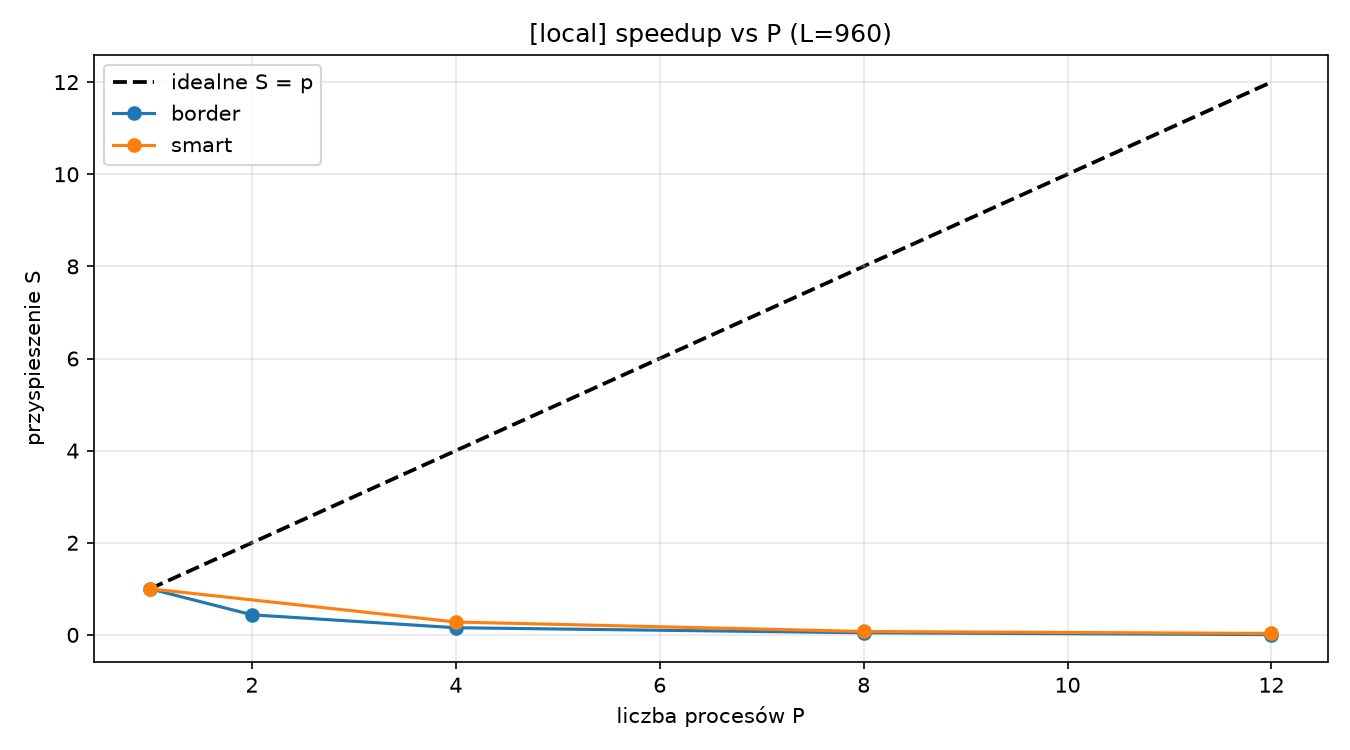 [local] speedup vs P (L=960)
idealne S = p
border
smart
przyspieszenie S
12
10
8
6
4
2
0
2 4 6 8 10 12
liczba procesów P